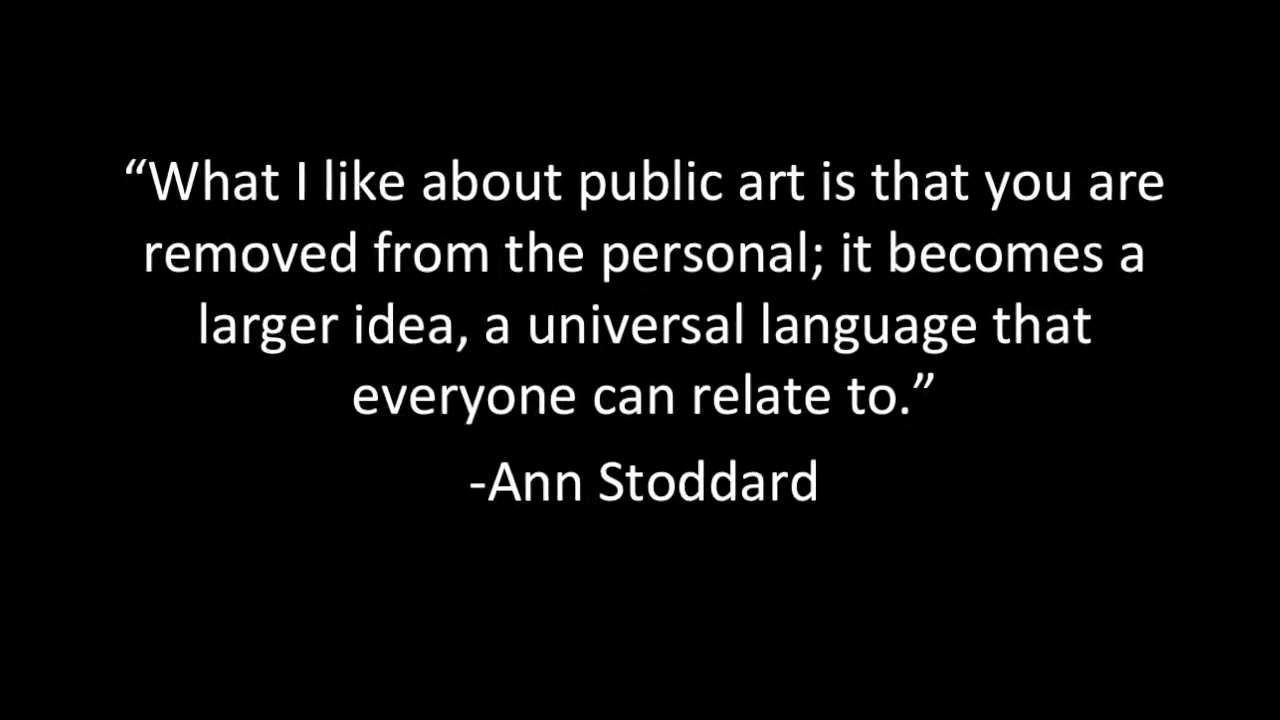 “What I like about public art is that you are
removed from the personal; it becomes a
larger idea, a universal language that
everyone can relate to.”
-Ann Stoddard